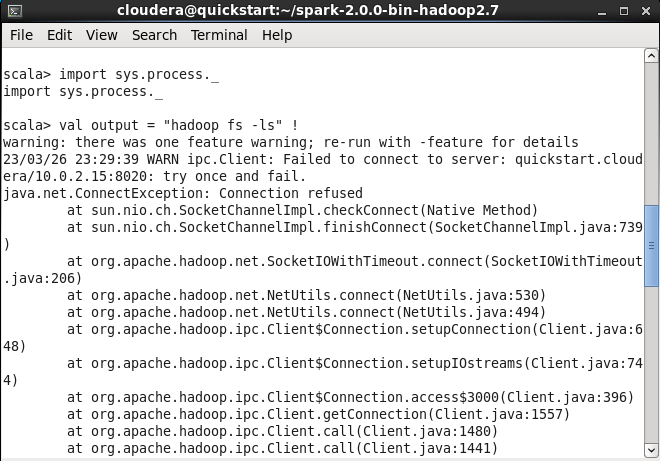 cloudera@quickstart:~/spark-2.0.0-bin-hadoop2.7
File Edit View Search Terminal Help
scala> import sys.process._
import sys.process._
scala> val output = "hadoop fs -ls" !
warning: there was one feature warning; re-run with -feature for details
23/03/26 23:29:39 WARN ipc.Client: Failed to connect to server: quickstart.cloud
era/10.0.2.15:8020: try once and fail.
java.net.ConnectException: Connection refused
at sun.nio.ch.SocketChannelImpl.checkConnect(Native Method)
at sun.nio.ch.SocketChannelImpl.finishConnect(SocketChannelImpl.java:739
)
at org.apache.hadoop.net.SocketIOWithTimeout.connect(SocketIOWithTimeout
.java:206)
at org.apache.hadoop.net.NetUtils.connect(NetUtils.java:530)
at org.apache.hadoop.net.NetUtils.connect(NetUtils.java:494)
at org.apache.hadoop.ipc.Client$Connection.setupConnection(Client.java:6
48)
at org.apache.hadoop.ipc.Client$Connection.setupIOstreams(Client.java:74
4)
at org.apache.hadoop.ipc.Client$Connection.access$3000(Client.java:396)
at org.apache.hadoop.ipc.Client.getConnection(Client.java:1557)
at org.apache.hadoop.ipc.Client.call(Client.java:1480)
at org.apache.hadoop.ipc.Client.call(Client.java:1441)